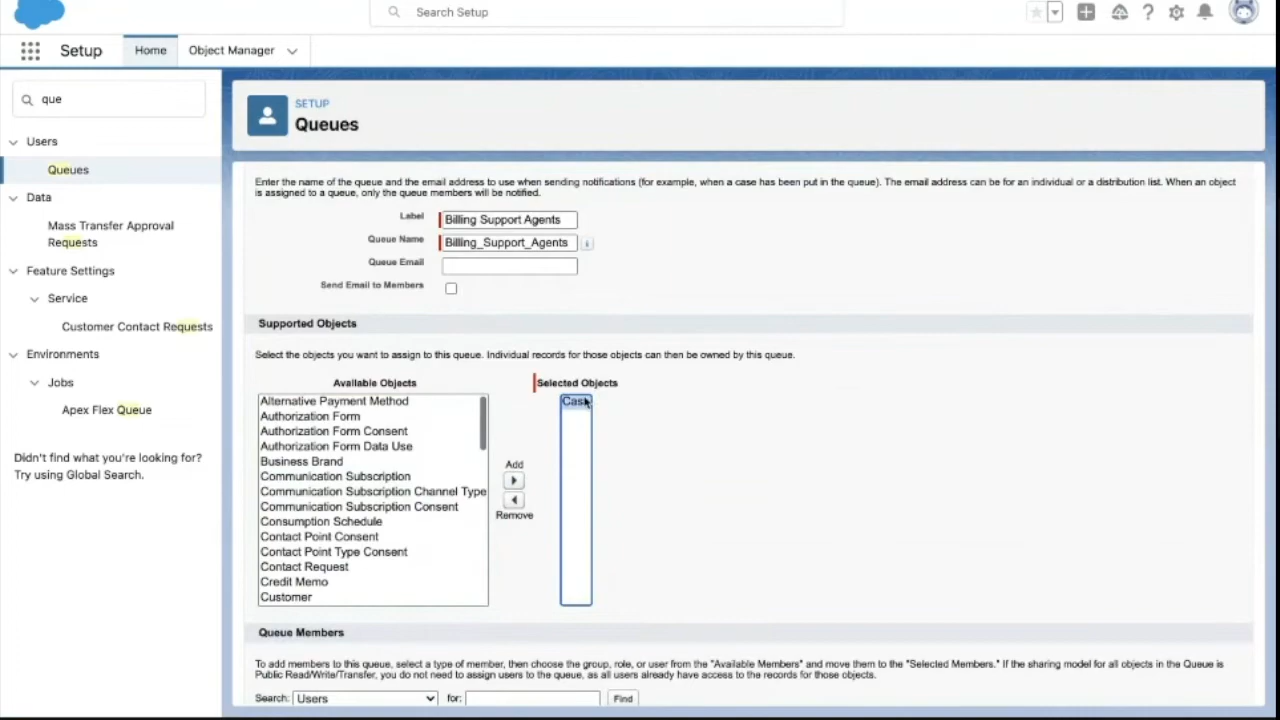 Search Setup
Setup
Home
Object Manager
que
Users
Queues
Data
Mass Transfer Approval
Requests
Feature Settings
Service
Customer Contact Requests
Environments
Jobs
Apex Flex Queue
Didn't find what you're looking for?
Try using Global Search.
SETUP
Queues
Enter the name of the queue and the email address to use when sending notifications (for example, when a case has been put in the queue). The email address can be for an individual or a distribution list. When an object
is assigned to a queue, only the queue members will be notified.
Label
Billing Support Agents
Queue Name
Billing_Support_Agents
Queue Email
Send Email to Members
Supported Objects
Select the objects you want to assign to this queue. Individual records for those objects can then be owned by this queue.
Available Objects
Alternative Payment Method
Authorization Form
Authorization Form Consent
Authorization Form Data Use
Business Brand
Communication Subscription
Communication Subscription Channel Type
Communication Subscription Consent
Consumption Schedule
Contact Point Consent
Contact Point Type Consent
Contact Request
Credit Memo
Customer
Add
Remove
Selected Objects
Case
Queue Members
To add members to this queue, select a type of member, then choose the group, role, or user from the "Available Members" and move them to the "Selected Members." If the sharing model for all objects in the Queue is
Public Read/Write/Transfer, you do not need to assign users to the queue, as all users already have access to the records for those objects.
Search: Users for: Find